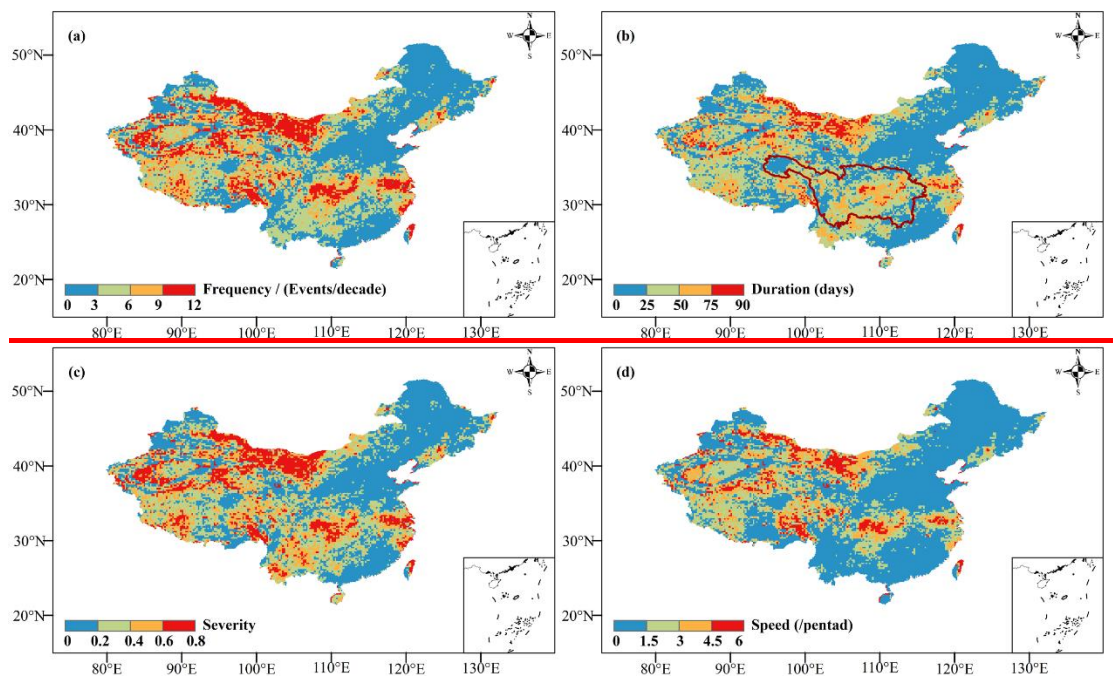 (a)
N
W E
S
50°N
40°N
30°N
20°N
Frequency / (Events/decade)
0 3 6 9 12
80°E 90°E 100°E 110°E 120°E 130°E
(b)
N
W E
S
50°N
40°N
30°N
20°N
Duration (days)
0 25 50 75 90
80°E 90°E 100°E 110°E 120°E 130°E
(c)
N
W E
S
50°N
40°N
30°N
20°N
Severity
0 0.2 0.4 0.6 0.8
80°E 90°E 100°E 110°E 120°E 130°E
(d)
N
W E
S
50°N
40°N
30°N
20°N
Speed (/pentad)
0 1.5 3 4.5 6
80°E 90°E 100°E 110°E 120°E 130°E